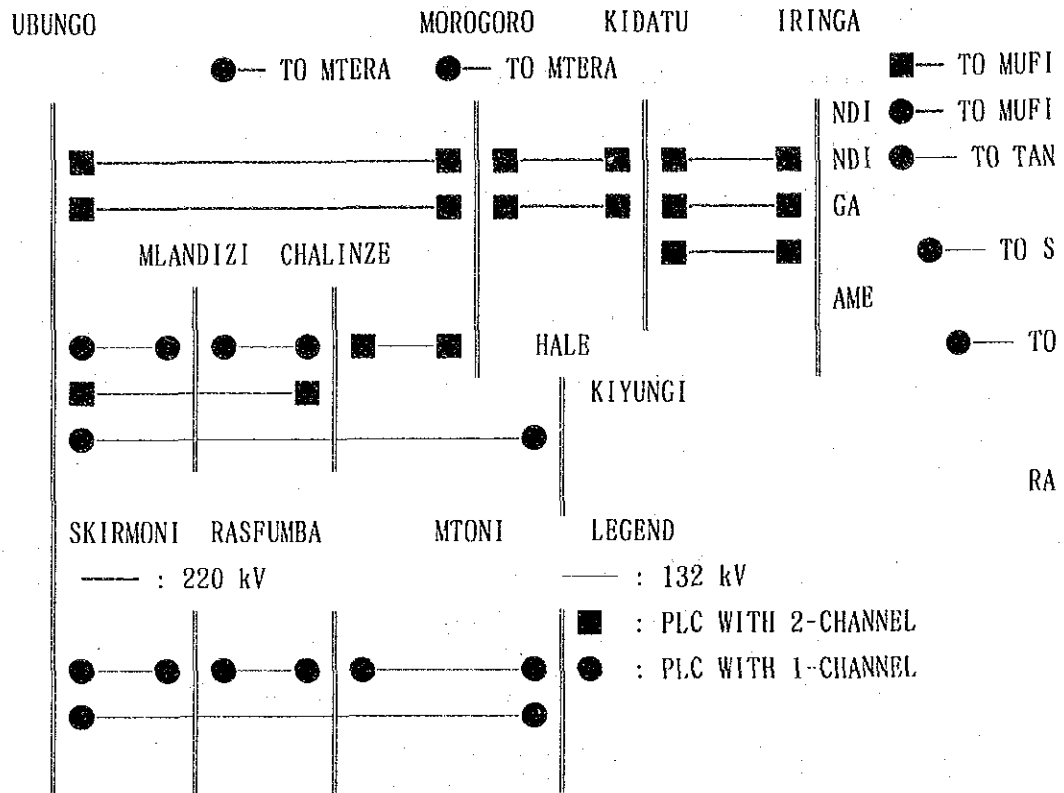 UBUNGO MOROGORO KIDATU IRINGA
TO MTERA TO MTERA TO MUFI
NDI TO MUFI
NDI TO TAN
GA
MLANDIZI CHALINZE TO S
AME
HALE TO
KIYUNGI
RA
SKIRMONI RASFUMBA MTONI LEGEND
: 220 kV : 132 kV
: PLC WITH 2-CHANNEL
: PLC WITH 1-CHANNEL